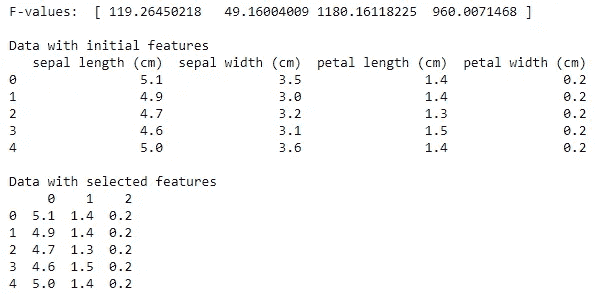 F-values:  [ 119.26450218   49.16004009 1180.16118225  960.0071468 ]
Data with initial features
   sepal length (cm)  sepal width (cm)  petal length (cm)  petal width (cm)
0                5.1               3.5                1.4               0.2
1                4.9               3.0                1.4               0.2
2                4.7               3.2                1.3               0.2
3                4.6               3.1                1.5               0.2
4                5.0               3.6                1.4               0.2
Data with selected features
     0    1    2
0  5.1  1.4  0.2
1  4.9  1.4  0.2
2  4.7  1.3  0.2
3  4.6  1.5  0.2
4  5.0  1.4  0.2